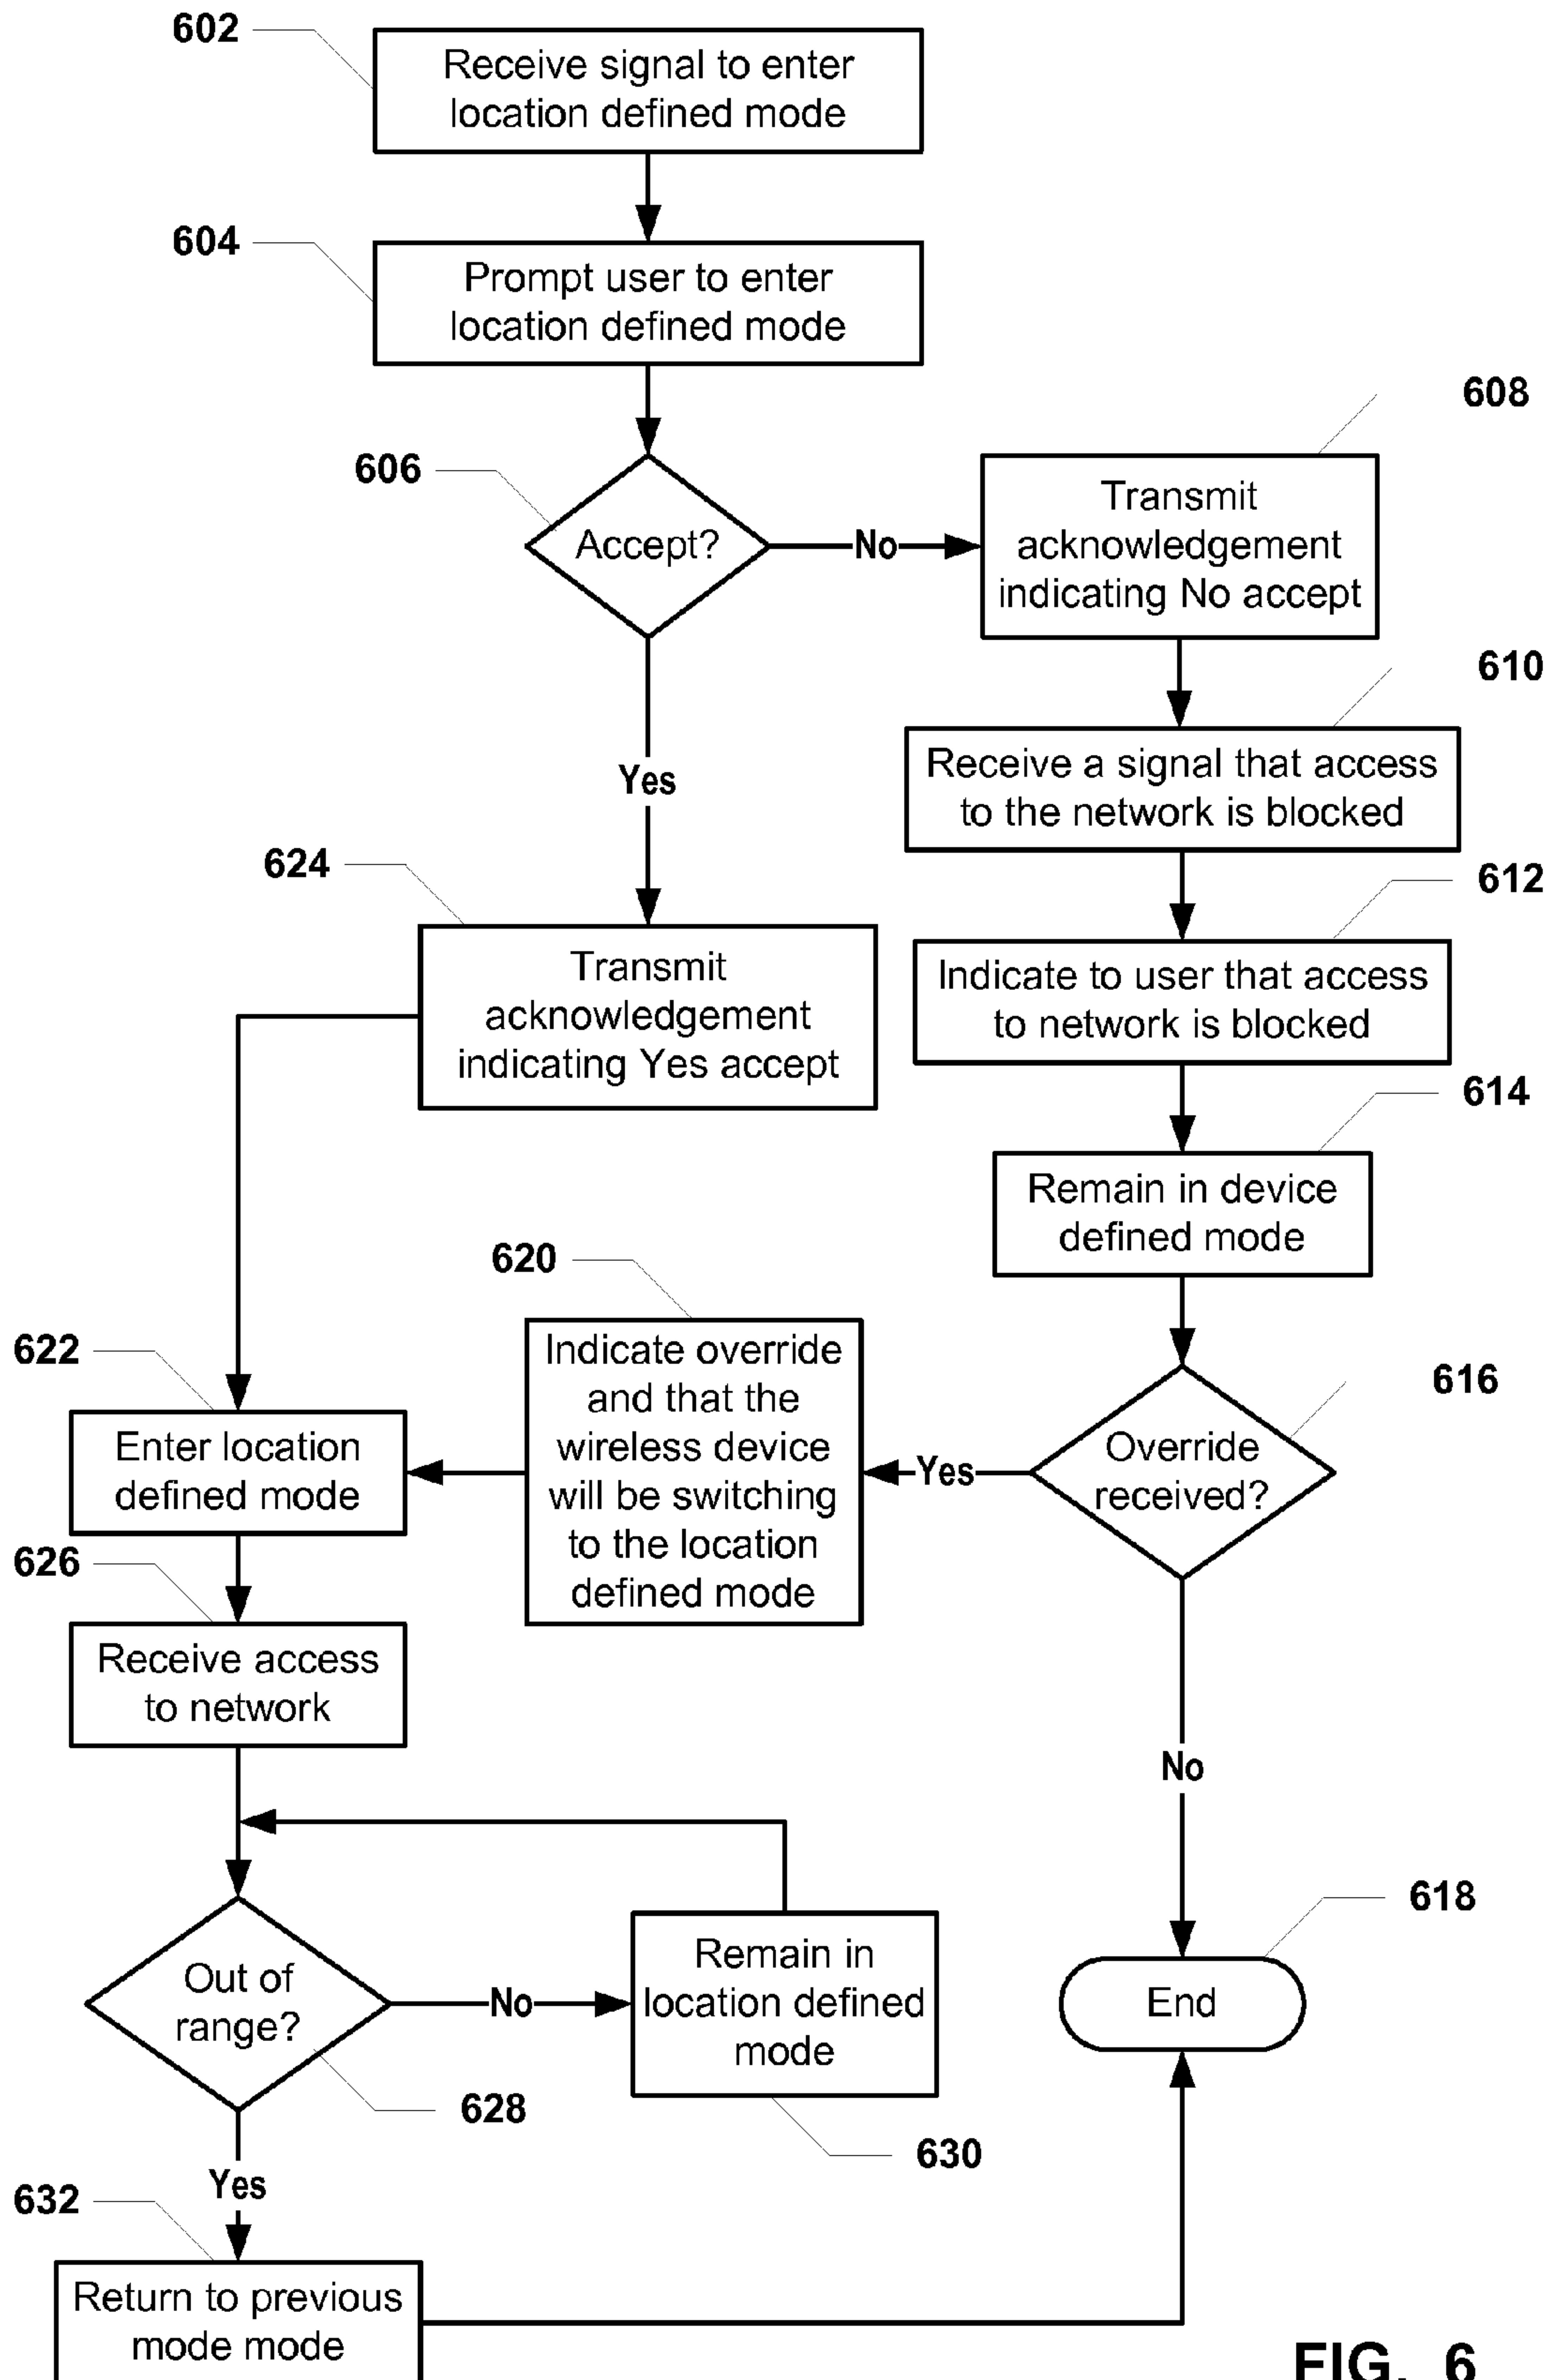 602
Receive signal to enter
location defined mode
604
Prompt user to enter
location defined mode
606
Accept?
No
608
Transmit
acknowledgement
indicating No accept
610
Receive a signal that access
to the network is blocked
Yes
612
Indicate to user that access
to network is blocked
624
Transmit
acknowledgement
indicating Yes accept
614
Remain in device
defined mode
616
Override
received?
Yes
620
Indicate override
and that the
wireless device
will be switching
to the location
defined mode
622
Enter location
defined mode
626
Receive access
to network
No
618
End
Out of
range?
628
No
Remain in
location defined
mode
630
Yes
632
Return to previous
mode mode
FIG. 6